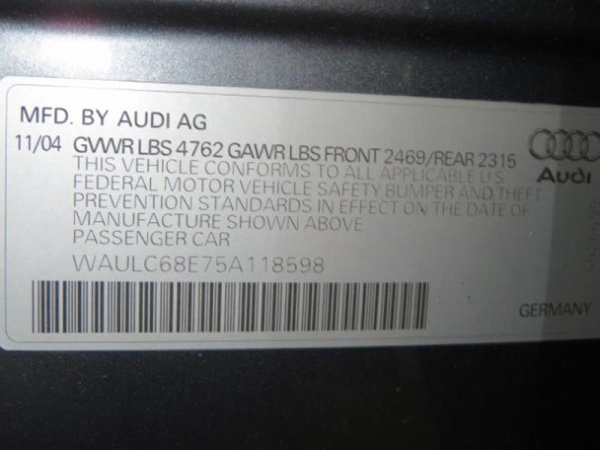 MFD. BY AUDI AG
11/04 GVWR LBS 4762 GAWR LBS FRONT 2469/REAR 2315
THIS VEHICLE CONFORMS TO ALL APPLICABLE U.S.
FEDERAL MOTOR VEHICLE SAFETY, BUMPER AND THEFT
PREVENTION STANDARDS IN EFFECT ON THE DATE OF
MANUFACTURE SHOWN ABOVE
PASSENGER CAR
WAULC68E75A118598
Audi
GERMANY